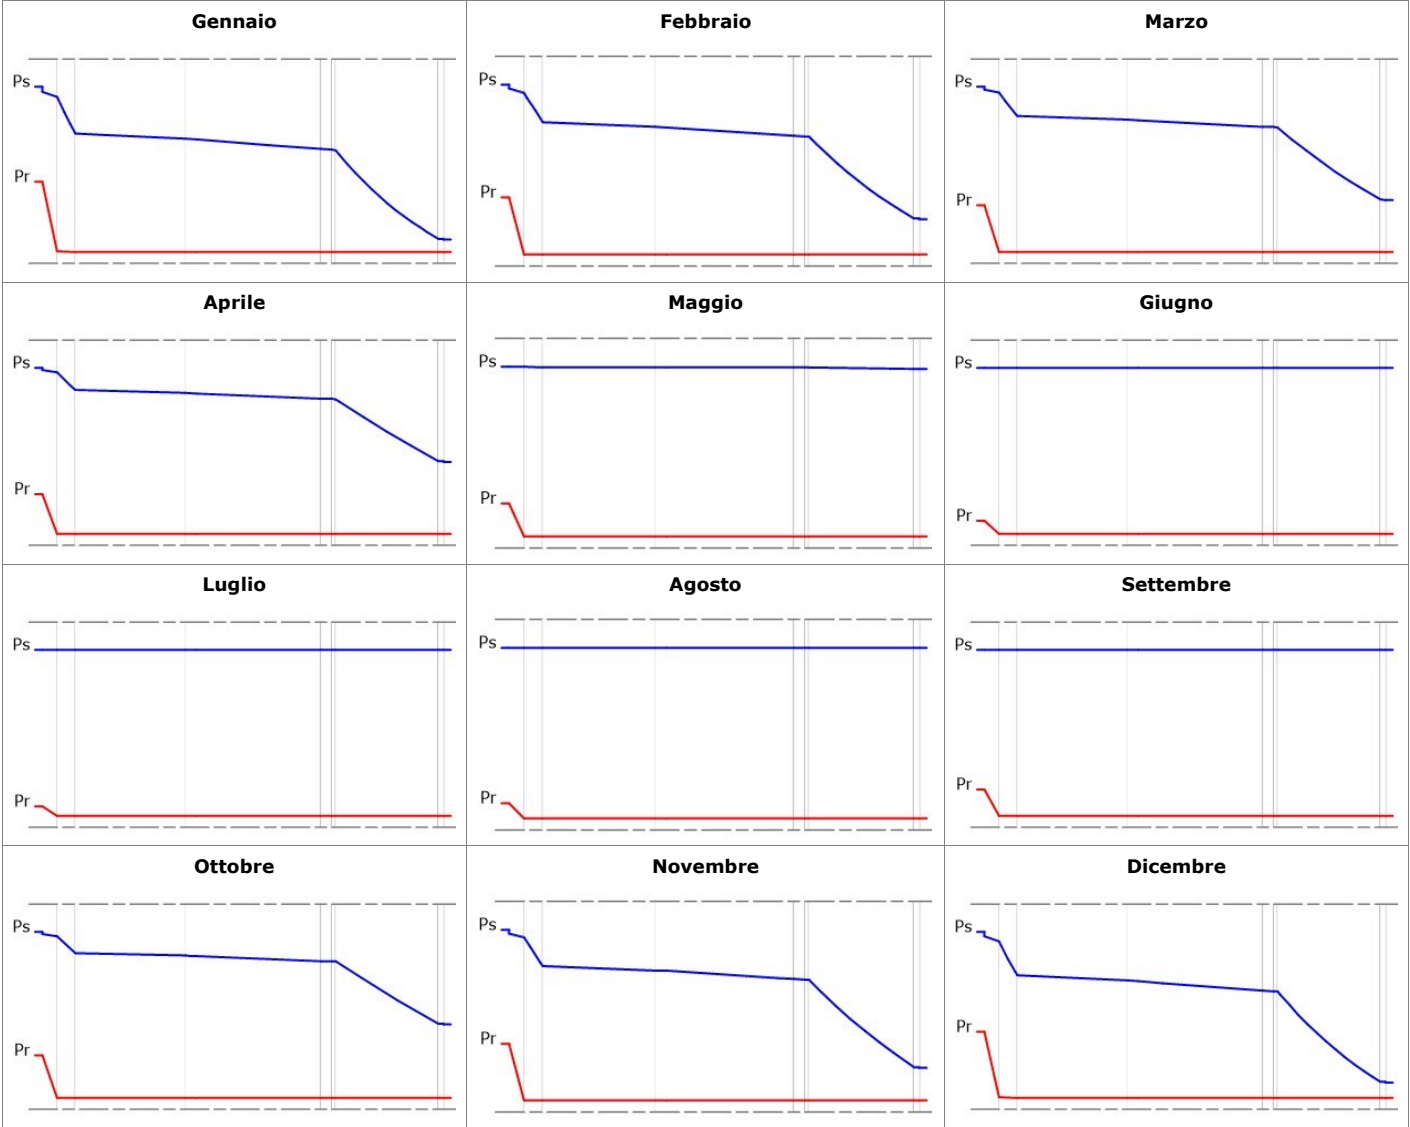 Gennaio
Febbraio
Marzo
Ps
Ps
Ps
Pr
Pr
Pr
Aprile
Maggio
Giugno
Ps
Ps
Ps
Pr
Pr
Pr
Luglio
Agosto
Settembre
Ps
Ps
Ps
Pr
Pr
Pr
Ottobre
Novembre
Dicembre
Ps
Ps
Ps
Pr
Pr
Pr